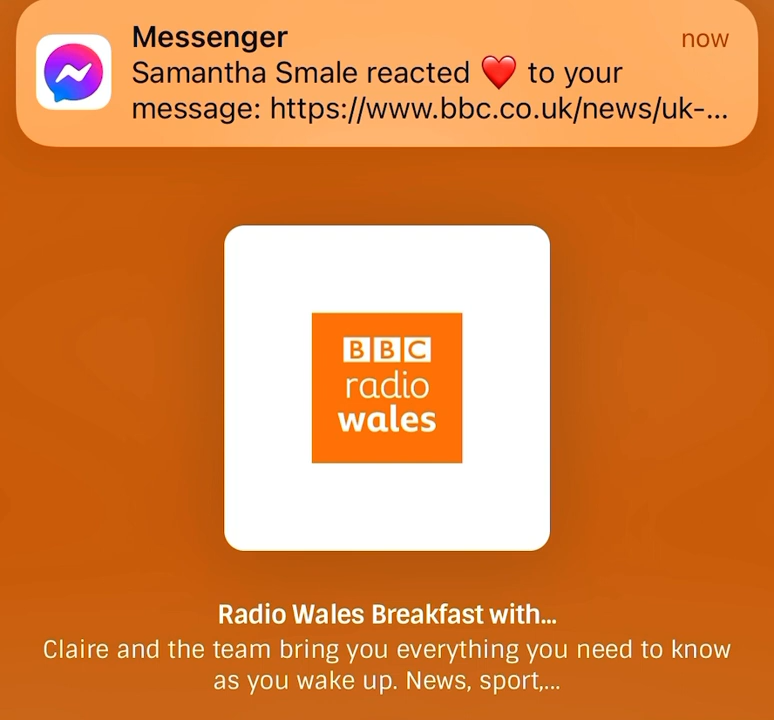 Messenger
now
Samantha Smale reacted ❤️ to your
message: https://www.bbc.co.uk/news/uk-...
BBC
radio
wales
Radio Wales Breakfast with...
Claire and the team bring you everything you need to know
as you wake up. News, sport,...